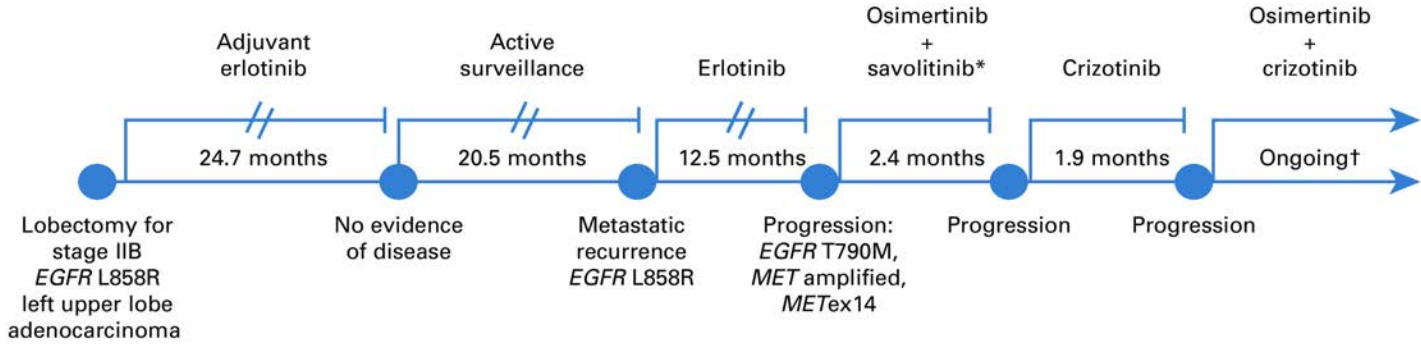 Adjuvant
erlotinib
Active
surveillance
Erlotinib
Osimertinib
+
savolitinib*
Crizotinib
Osimertinib
+
crizotinib
24.7 months
20.5 months
12.5 months
2.4 months
1.9 months
Ongoing†
Lobectomy for
stage IIB
EGFR L858R
left upper lobe
adenocarcinoma
No evidence
of disease
Metastatic
recurrence
EGFR L858R
Progression:
EGFR T790M,
MET amplified,
METex14
Progression
Progression